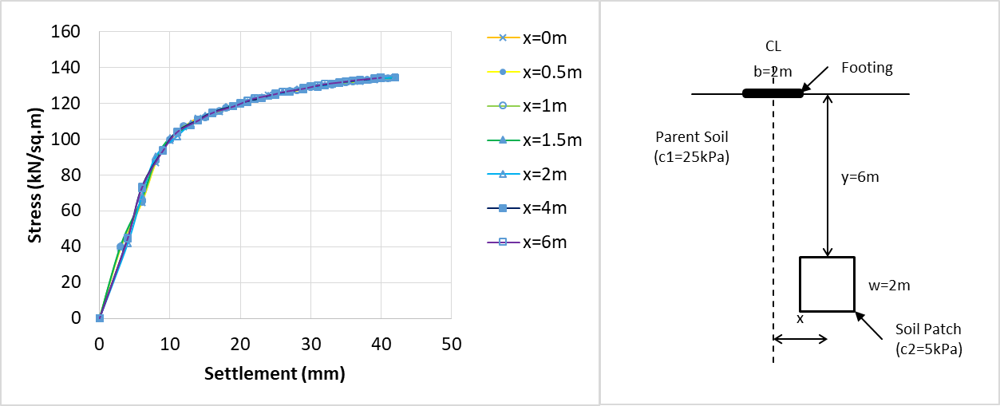 160
140
120
100
80
60
40
20
0
Stress (kN/sq.m)
0 10 20 30 40 50
Settlement (mm)
x=0m
x=0.5m
x=1m
x=1.5m
x=2m
x=4m
x=6m
CL
b=2m
Footing
Parent Soil
(c1=25kPa)
y=6m
w=2m
x
Soil Patch
(c2=5kPa)